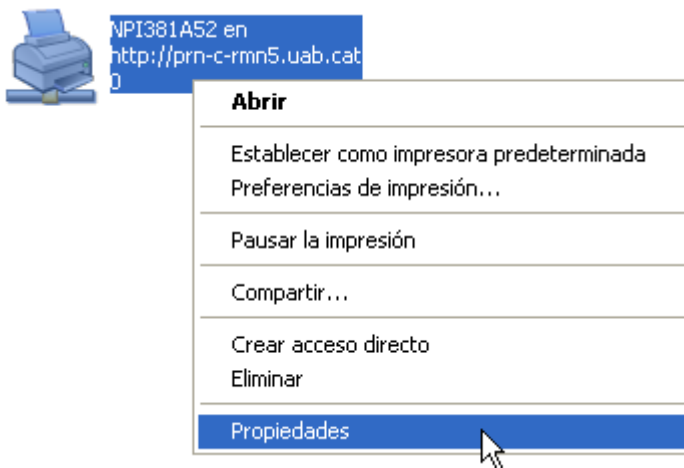 NPI381A52 en
http://prn-c-rmn5.uab.cat
0
Abrir
Establecer como impresora predeterminada
Preferencias de impresión...
Pausar la impresión
Compartir...
Crear acceso directo
Eliminar
Propiedades